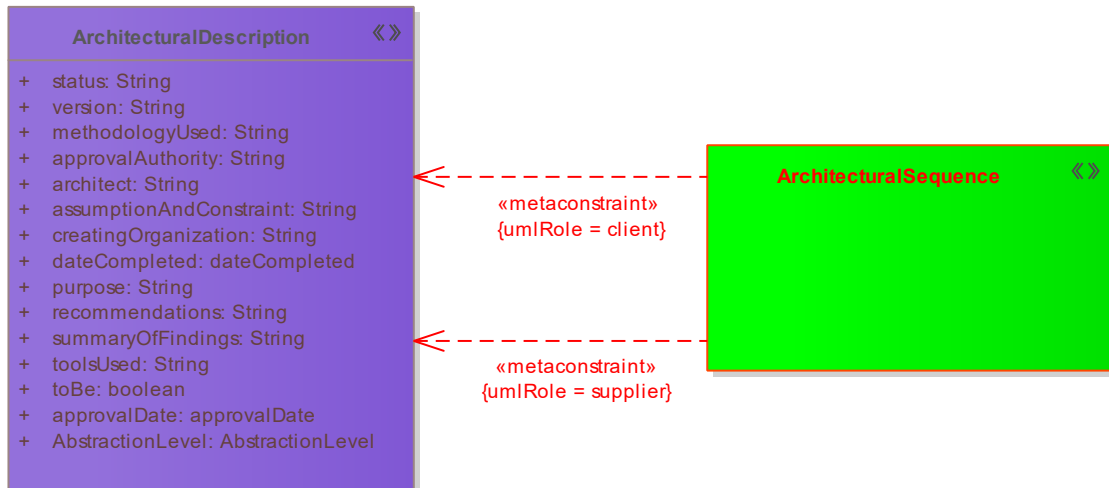 ArchitecturalDescription «»
+ status: String
+ version: String
+ methodologyUsed: String
+ approvalAuthority: String
+ architect: String
+ assumptionAndConstraint: String
+ creatingOrganization: String
+ dateCompleted: dateCompleted
+ purpose: String
+ recommendations: String
+ summaryOfFindings: String
+ toolsUsed: String
+ toBe: boolean
+ approvalDate: approvalDate
+ AbstractionLevel: AbstractionLevel
«metaconstraint»
{umlRole = client}
«metaconstraint»
{umlRole = supplier}
ArchitecturalSequence «»